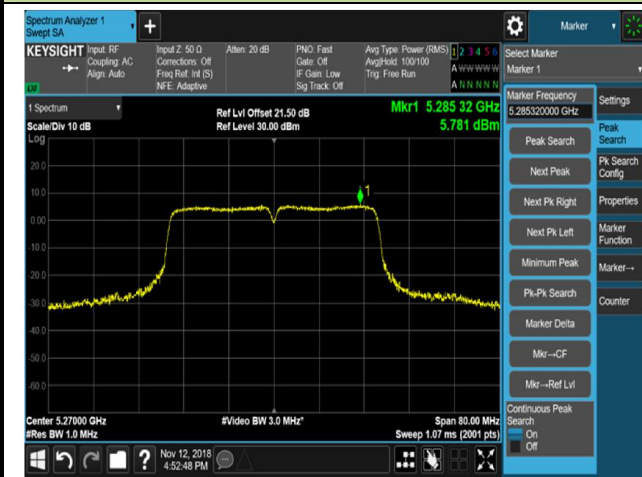 Spectrum Analyzer 1
Swept SA
+
Marker
KEYSIGHT Input: RF Input Z: 50 Ω Atten: 20 dB PNO: Fast Avg Type: Power (RMS) 1 2 3 4 5 6
Coupling: AC Corrections: Off Gate: Off Avg|Hold: 100/100 A W W W W W
Align: Auto Freq Ref: Int (S) IF Gain: Low Trig: Free Run A N N N N N
NFE: Adaptive Sig Track: Off
Select Marker
Marker 1
1 Spectrum
Scale/Div 10 dB
Ref Lvl Offset 21.50 dB
Ref Level 30.00 dBm
Mkr1 5.285 32 GHz
5.781 dBm
Log
20.0
10.0
0.00
-10.0
-20.0
-30.0
-40.0
-50.0
-60.0
1
Center 5.27000 GHz #Video BW 3.0 MHz* Span 80.00 MHz
#Res BW 1.0 MHz Sweep 1.07 ms (2001 pts)
Marker Frequency
5.285320000 GHz
Peak Search
Next Peak
Next Pk Right
Next Pk Left
Minimum Peak
Pk-Pk Search
Marker Delta
Mkr→CF
Mkr→Ref Lvl
Continuous Peak
Search
On
Off
Settings
Peak
Search
Pk Search
Config
Properties
Marker
Function
Marker→
Counter
?
Nov 12, 2018
4:52:48 PM